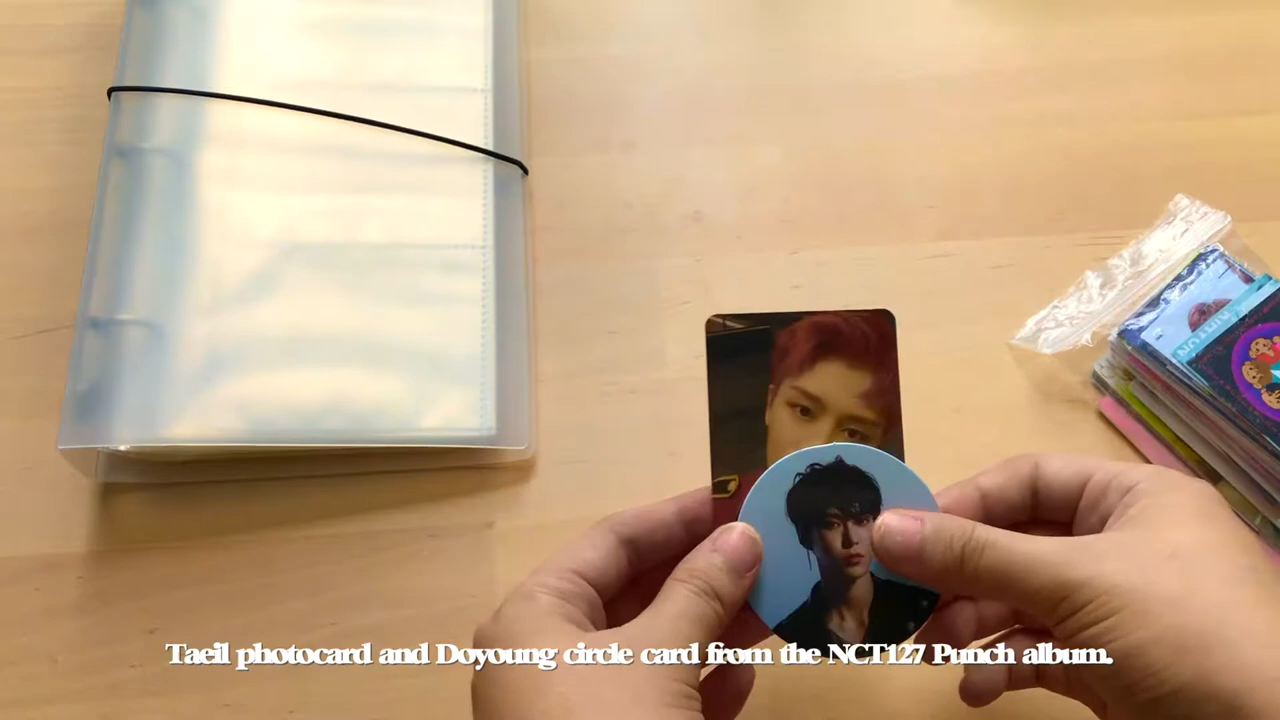 Taeil photocard and Doyoung circle card from the NCT127 Punch album.